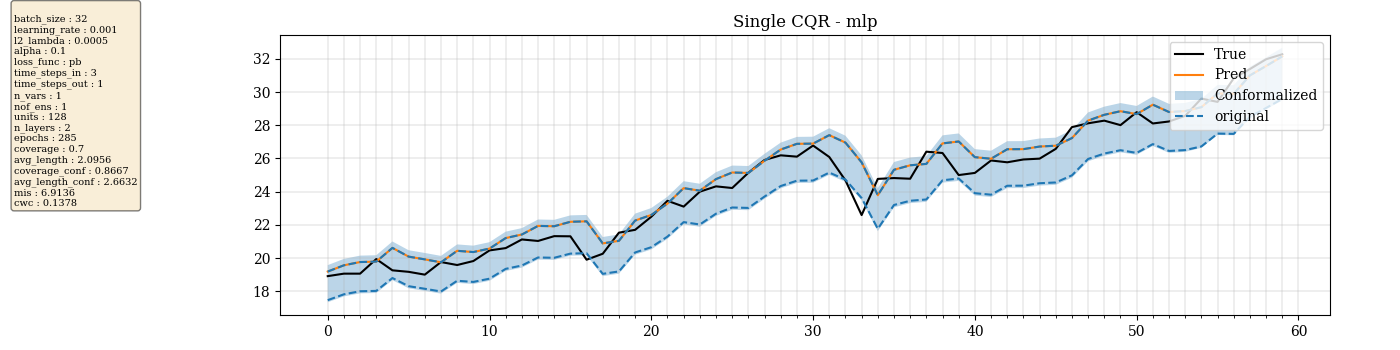 batch_size : 32
learning_rate : 0.001
l2_lambda : 0.0005
alpha : 0.1
loss_func : pb
time_steps_in : 3
time_steps_out : 1
n_vars : 1
nof_ens : 1
units : 128
n_layers : 2
epochs : 285
coverage : 0.7
avg_length : 2.0956
coverage_conf : 0.8667
avg_length_conf : 2.6632
mis : 6.9136
cwc : 0.1378
Single CQR - mlp
True
Pred
Conformalized
original
32
30
28
26
24
22
20
18
0 10 20 30 40 50 60